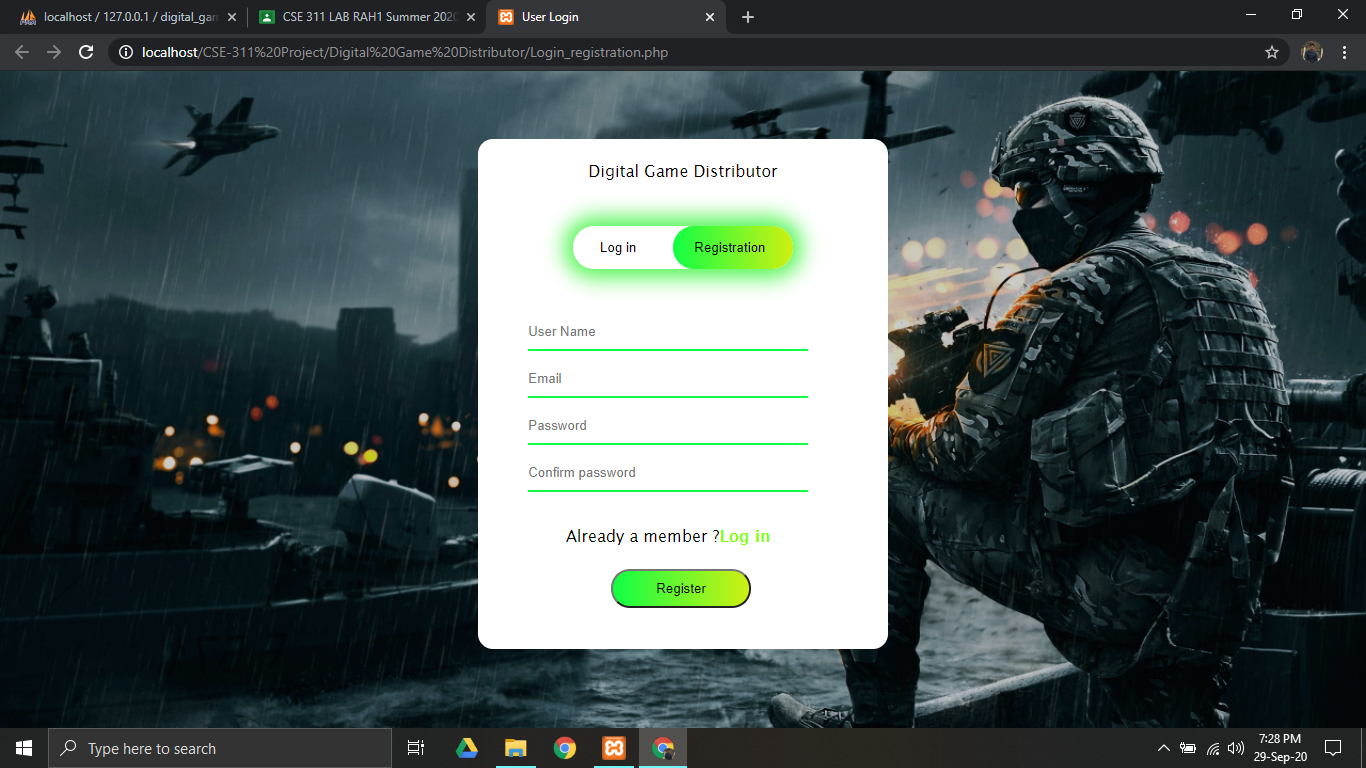 localhost / 127.0.0.1 / digital_gam
CSE 311 LAB RAH1 Summer 2020
User Login
localhost/CSE-311%20Project/Digital%20Game%20Distributor/Login_registration.php
Digital Game Distributor
Log in
Registration
User Name
Email
Password
Confirm password
Already a member ?Log in
Register
Type here to search
7:28 PM
29-Sep-20